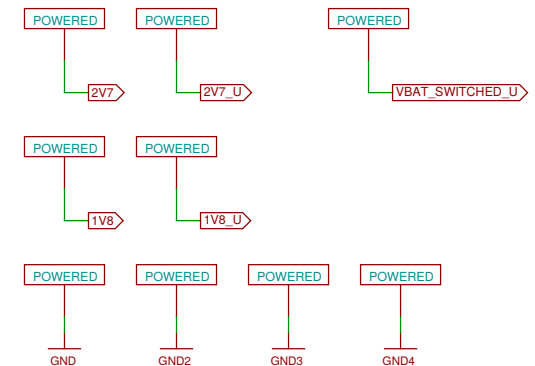 POWERED POWERED POWERED
2V7 2V7_U VBAT_SWITCHED_U
POWERED POWERED
1V8 1V8_U
POWERED POWERED POWERED POWERED
GND GND2 GND3 GND4